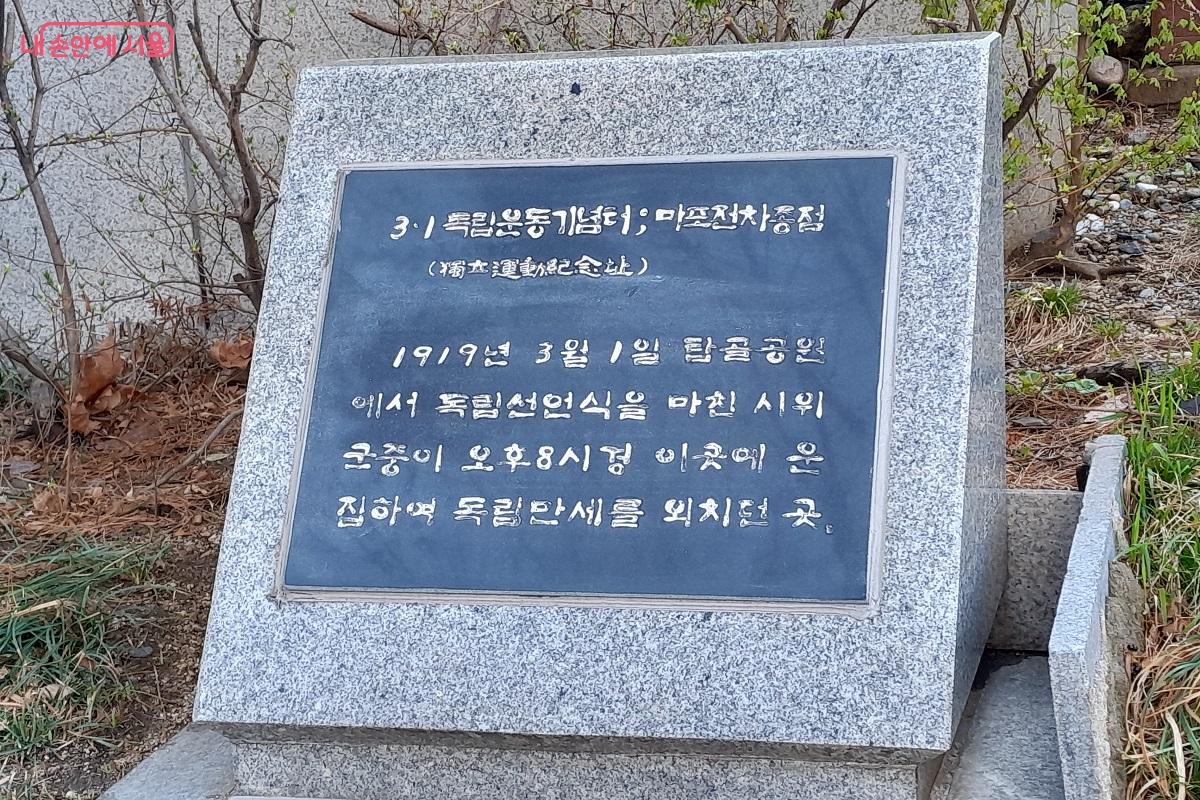 내 손안에 서울
3·1 독립운동기념터; 마포전차종점
(獨立運動紀念址)
1919년 3월 1일 탑골공원
에서 독립선언식을 마친 시위
군중이 오후8시경 이곳에 운
집하여 독립만세를 외치던 곳.